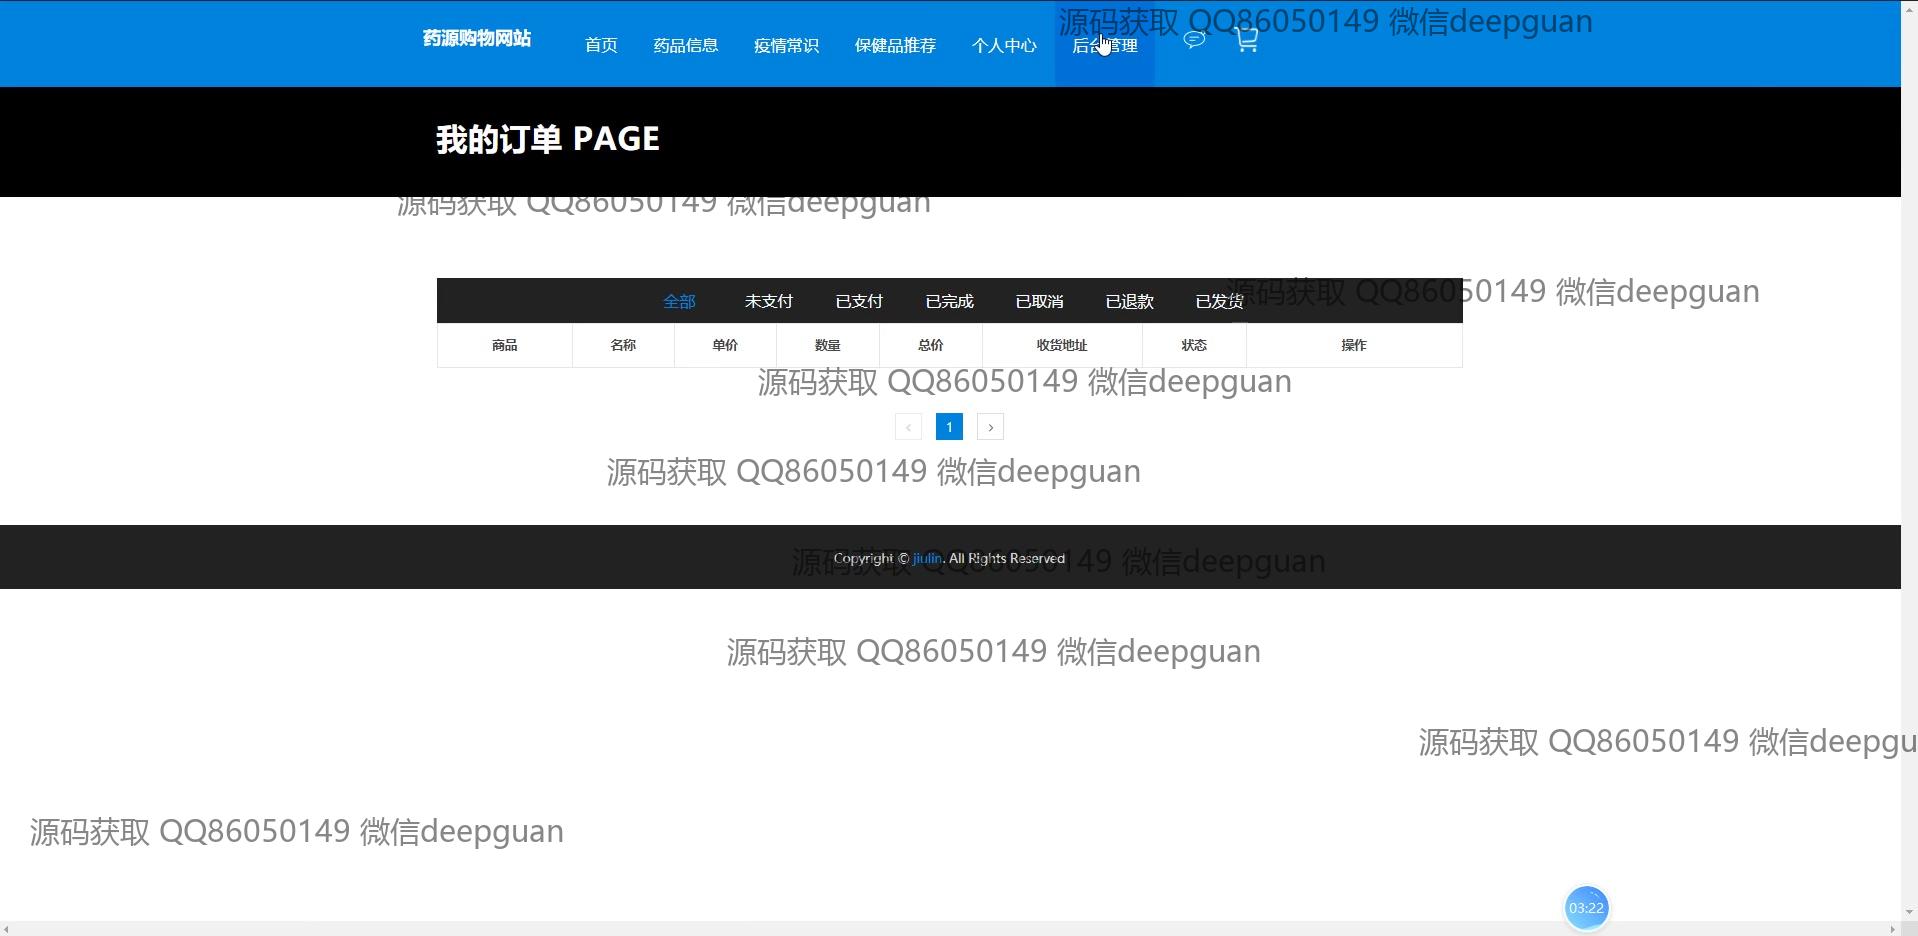 源码获取 QQ86050149 微信deepguan
药源购物网站 首页 药品信息 疫情常识 保健品推荐 个人中心 后台管理
我的订单 PAGE
源码获取 QQ86050149 微信deepguan
源码获取 QQ86050149 微信deepguan
全部 未支付 已支付 已完成 已取消 已退款 已发货
商品 名称 单价 数量 总价 收货地址 状态 操作
源码获取 QQ86050149 微信deepguan
< 1 >
源码获取 QQ86050149 微信deepguan
Copyright © jiulin. All Rights Reserved
源码获取 QQ86050149 微信deepguan
源码获取 QQ86050149 微信deepguan
源码获取 QQ86050149 微信deepgu
源码获取 QQ86050149 微信deepguan
03:22